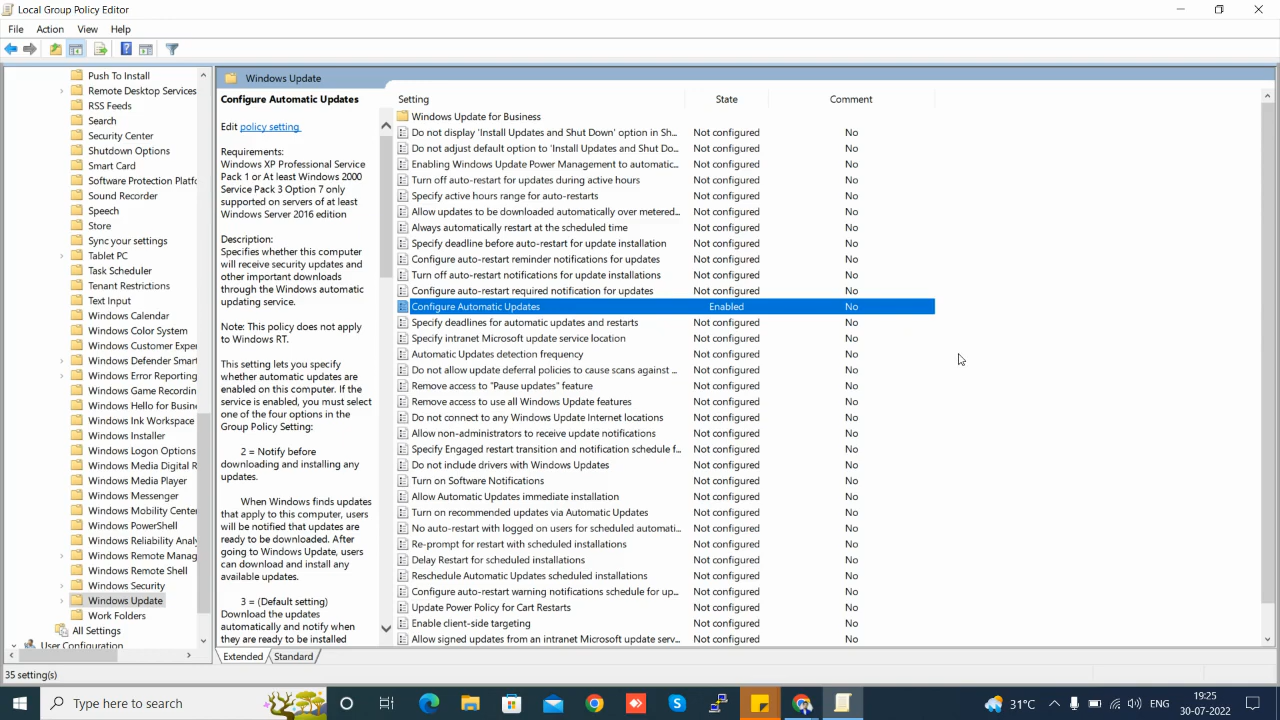 Local Group Policy Editor
File Action View Help
Push To Install
Remote Desktop Services
RSS Feeds
Search
Security Center
Shutdown Options
Smart Card
Software Protection Platfo
Sound Recorder
Speech
Store
Sync your settings
Tablet PC
Task Scheduler
Tenant Restrictions
Text Input
Windows Calendar
Windows Color System
Windows Customer Exper
Windows Defender Smart
Windows Error Reporting
Windows Game Recordin
Windows Hello for Busin
Windows Ink Workspace
Windows Installer
Windows Logon Options
Windows Media Digital R
Windows Media Player
Windows Messenger
Windows Mobility Center
Windows PowerShell
Windows Reliability Analy
Windows Remote Manag
Windows Remote Shell
Windows Security
Windows Update
Work Folders
All Settings
User Configuration
Windows Update
Configure Automatic Updates
Edit policy setting
Requirements:
Windows XP Professional Service
Pack 1 or At least Windows 2000
Service Pack 3 Option 7 only
supported on servers of at least
Windows Server 2016 edition
Description:
Specifies whether this computer
will receive security updates and
other important downloads
through the Windows automatic
updating service.
Note: This policy does not apply
to Windows RT.
This setting lets you specify
whether automatic updates are
enabled on this computer. If the
service is enabled, you must select
one of the four options in the
Group Policy Setting:
2 = Notify before
downloading and installing any
updates.
When Windows finds updates
that apply to this computer, users
will be notified that updates are
ready to be downloaded. After
going to Windows Update, users
can download and install any
available updates.
3 = (Default setting)
Download the updates
automatically and notify when
they are ready to be installed
Setting State Comment
Windows Update for Business
Do not display 'Install Updates and Shut Down' option in Sh... Not configured No
Do not adjust default option to 'Install Updates and Shut Do... Not configured No
Enabling Windows Update Power Management to automatic... Not configured No
Turn off auto-restart for updates during active hours Not configured No
Specify active hours range for auto-restarts Not configured No
Allow updates to be downloaded automatically over metered... Not configured No
Always automatically restart at the scheduled time Not configured No
Specify deadline before auto-restart for update installation Not configured No
Configure auto-restart reminder notifications for updates Not configured No
Turn off auto-restart notifications for update installations Not configured No
Configure auto-restart required notification for updates Not configured No
Configure Automatic Updates Enabled No
Specify deadlines for automatic updates and restarts Not configured No
Specify intranet Microsoft update service location Not configured No
Automatic Updates detection frequency Not configured No
Do not allow update deferral policies to cause scans against ... Not configured No
Remove access to "Pause updates" feature Not configured No
Remove access to use all Windows Update features Not configured No
Do not connect to any Windows Update Internet locations Not configured No
Allow non-administrators to receive update notifications Not configured No
Specify Engaged restart transition and notification schedule f... Not configured No
Do not include drivers with Windows Updates Not configured No
Turn on Software Notifications Not configured No
Allow Automatic Updates immediate installation Not configured No
Turn on recommended updates via Automatic Updates Not configured No
No auto-restart with logged on users for scheduled automati... Not configured No
Re-prompt for restart with scheduled installations Not configured No
Delay Restart for scheduled installations Not configured No
Reschedule Automatic Updates scheduled installations Not configured No
Configure auto-restart warning notifications schedule for up... Not configured No
Update Power Policy for Cart Restarts Not configured No
Enable client-side targeting Not configured No
Allow signed updates from an intranet Microsoft update serv... Not configured No
Extended Standard
35 setting(s)
Type here to search
31°C
ENG
19:25
30-07-2022